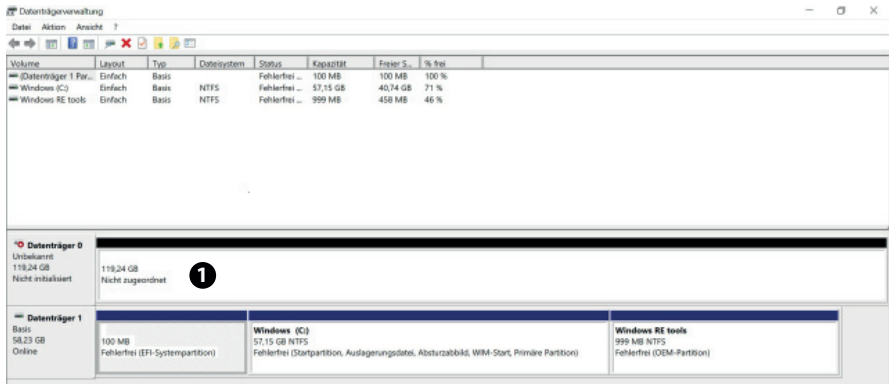 Datenträgerverwaltung
Datei Aktion Ansicht ?
Volume Layout Typ Dateisystem Status Kapazität Freier S... % frei
(Datenträger 1 Par... Einfach Basis Fehlerfrei ... 100 MB 100 MB 100 %
Windows (C:) Einfach Basis NTFS Fehlerfrei ... 57,15 GB 40,74 GB 71 %
Windows RE tools Einfach Basis NTFS Fehlerfrei ... 999 MB 458 MB 46 %
Datenträger 0
Unbekannt
119,24 GB
Nicht initialisiert
119,24 GB
Nicht zugeordnet
1
Datenträger 1
Basis
58,23 GB
Online
100 MB
Fehlerfrei (EFI-Systempartition)
Windows (C:)
57,15 GB NTFS
Fehlerfrei (Startpartition, Auslagerungsdatei, Absturzabbild, WIM-Start, Primäre Partition)
Windows RE tools
999 MB NTFS
Fehlerfrei (OEM-Partition)